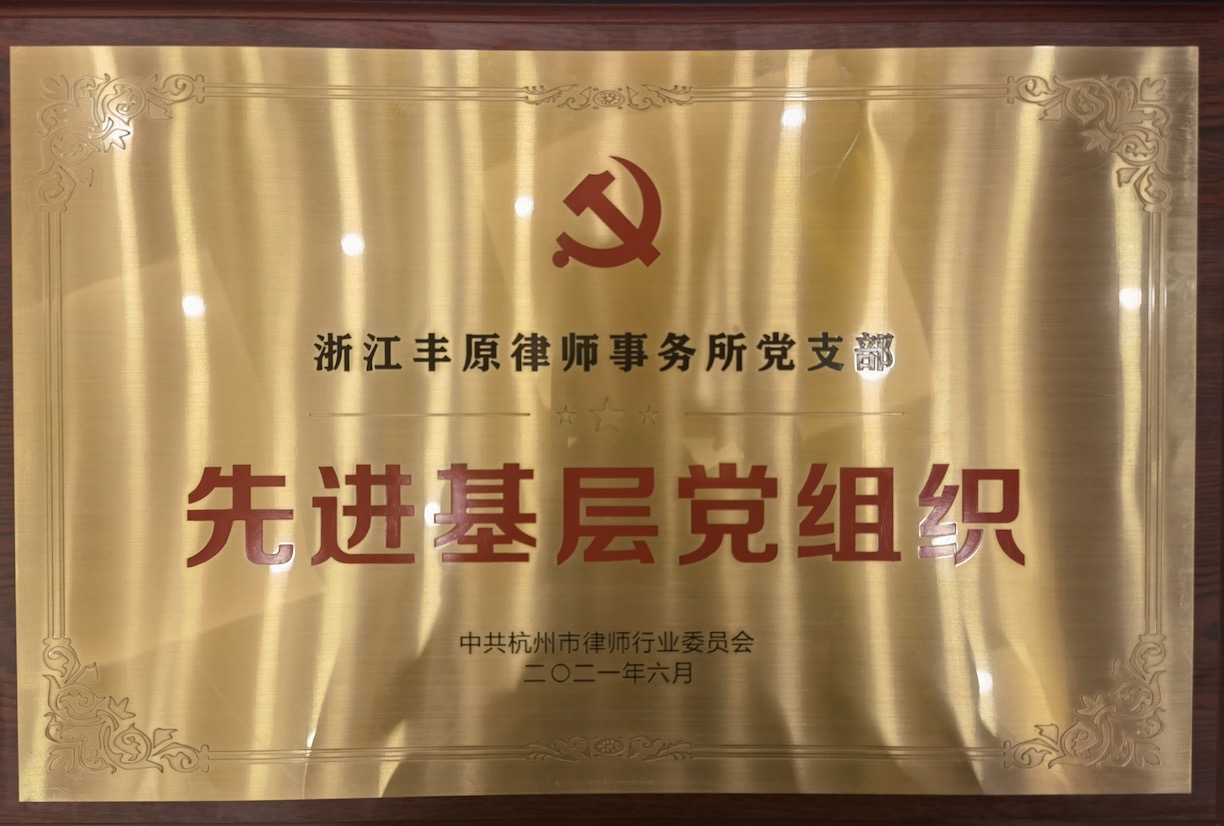 浙江丰原律师事务所党支部
先进基层党组织
中共杭州市律师行业委员会
二〇二一年六月